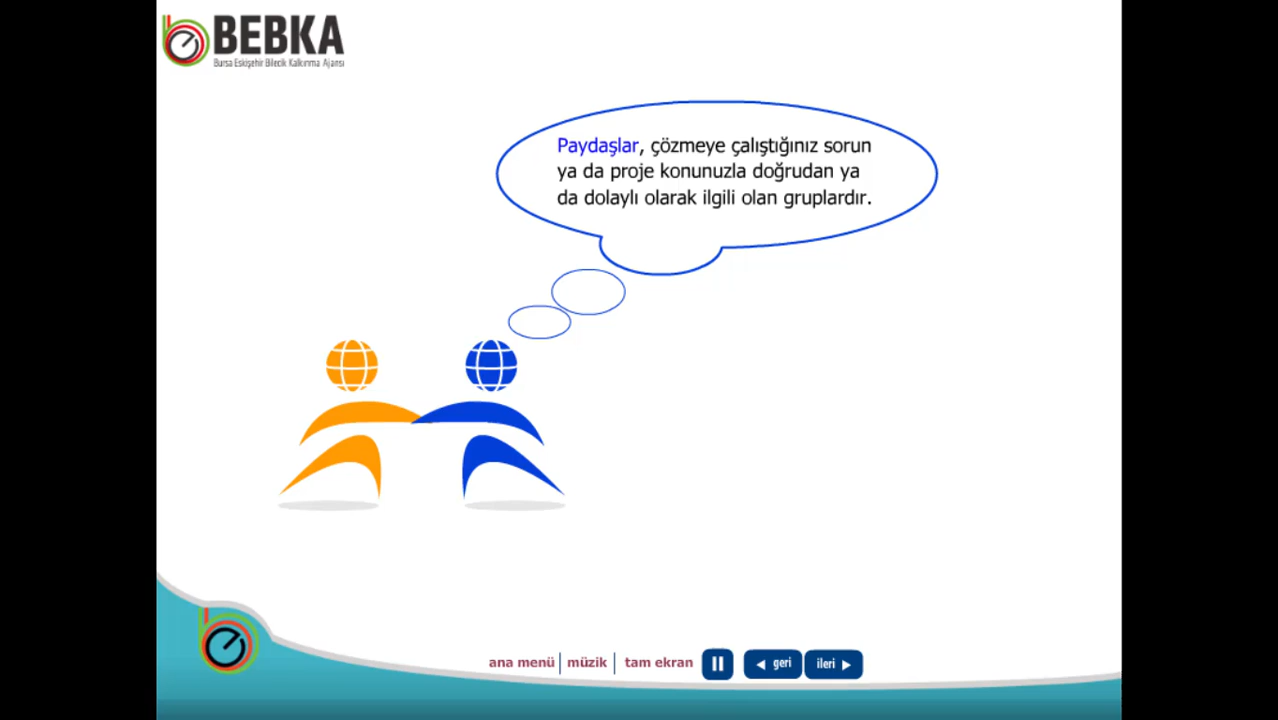 BEBKA
Bursa Eskişehir Bilecik Kalkınma Ajansı
Paydaşlar, çözmeye çalıştığınız sorun
ya da proje konunuzla doğrudan ya
da dolaylı olarak ilgili olan gruplardır.
ana menü müzik tam ekran geri ileri